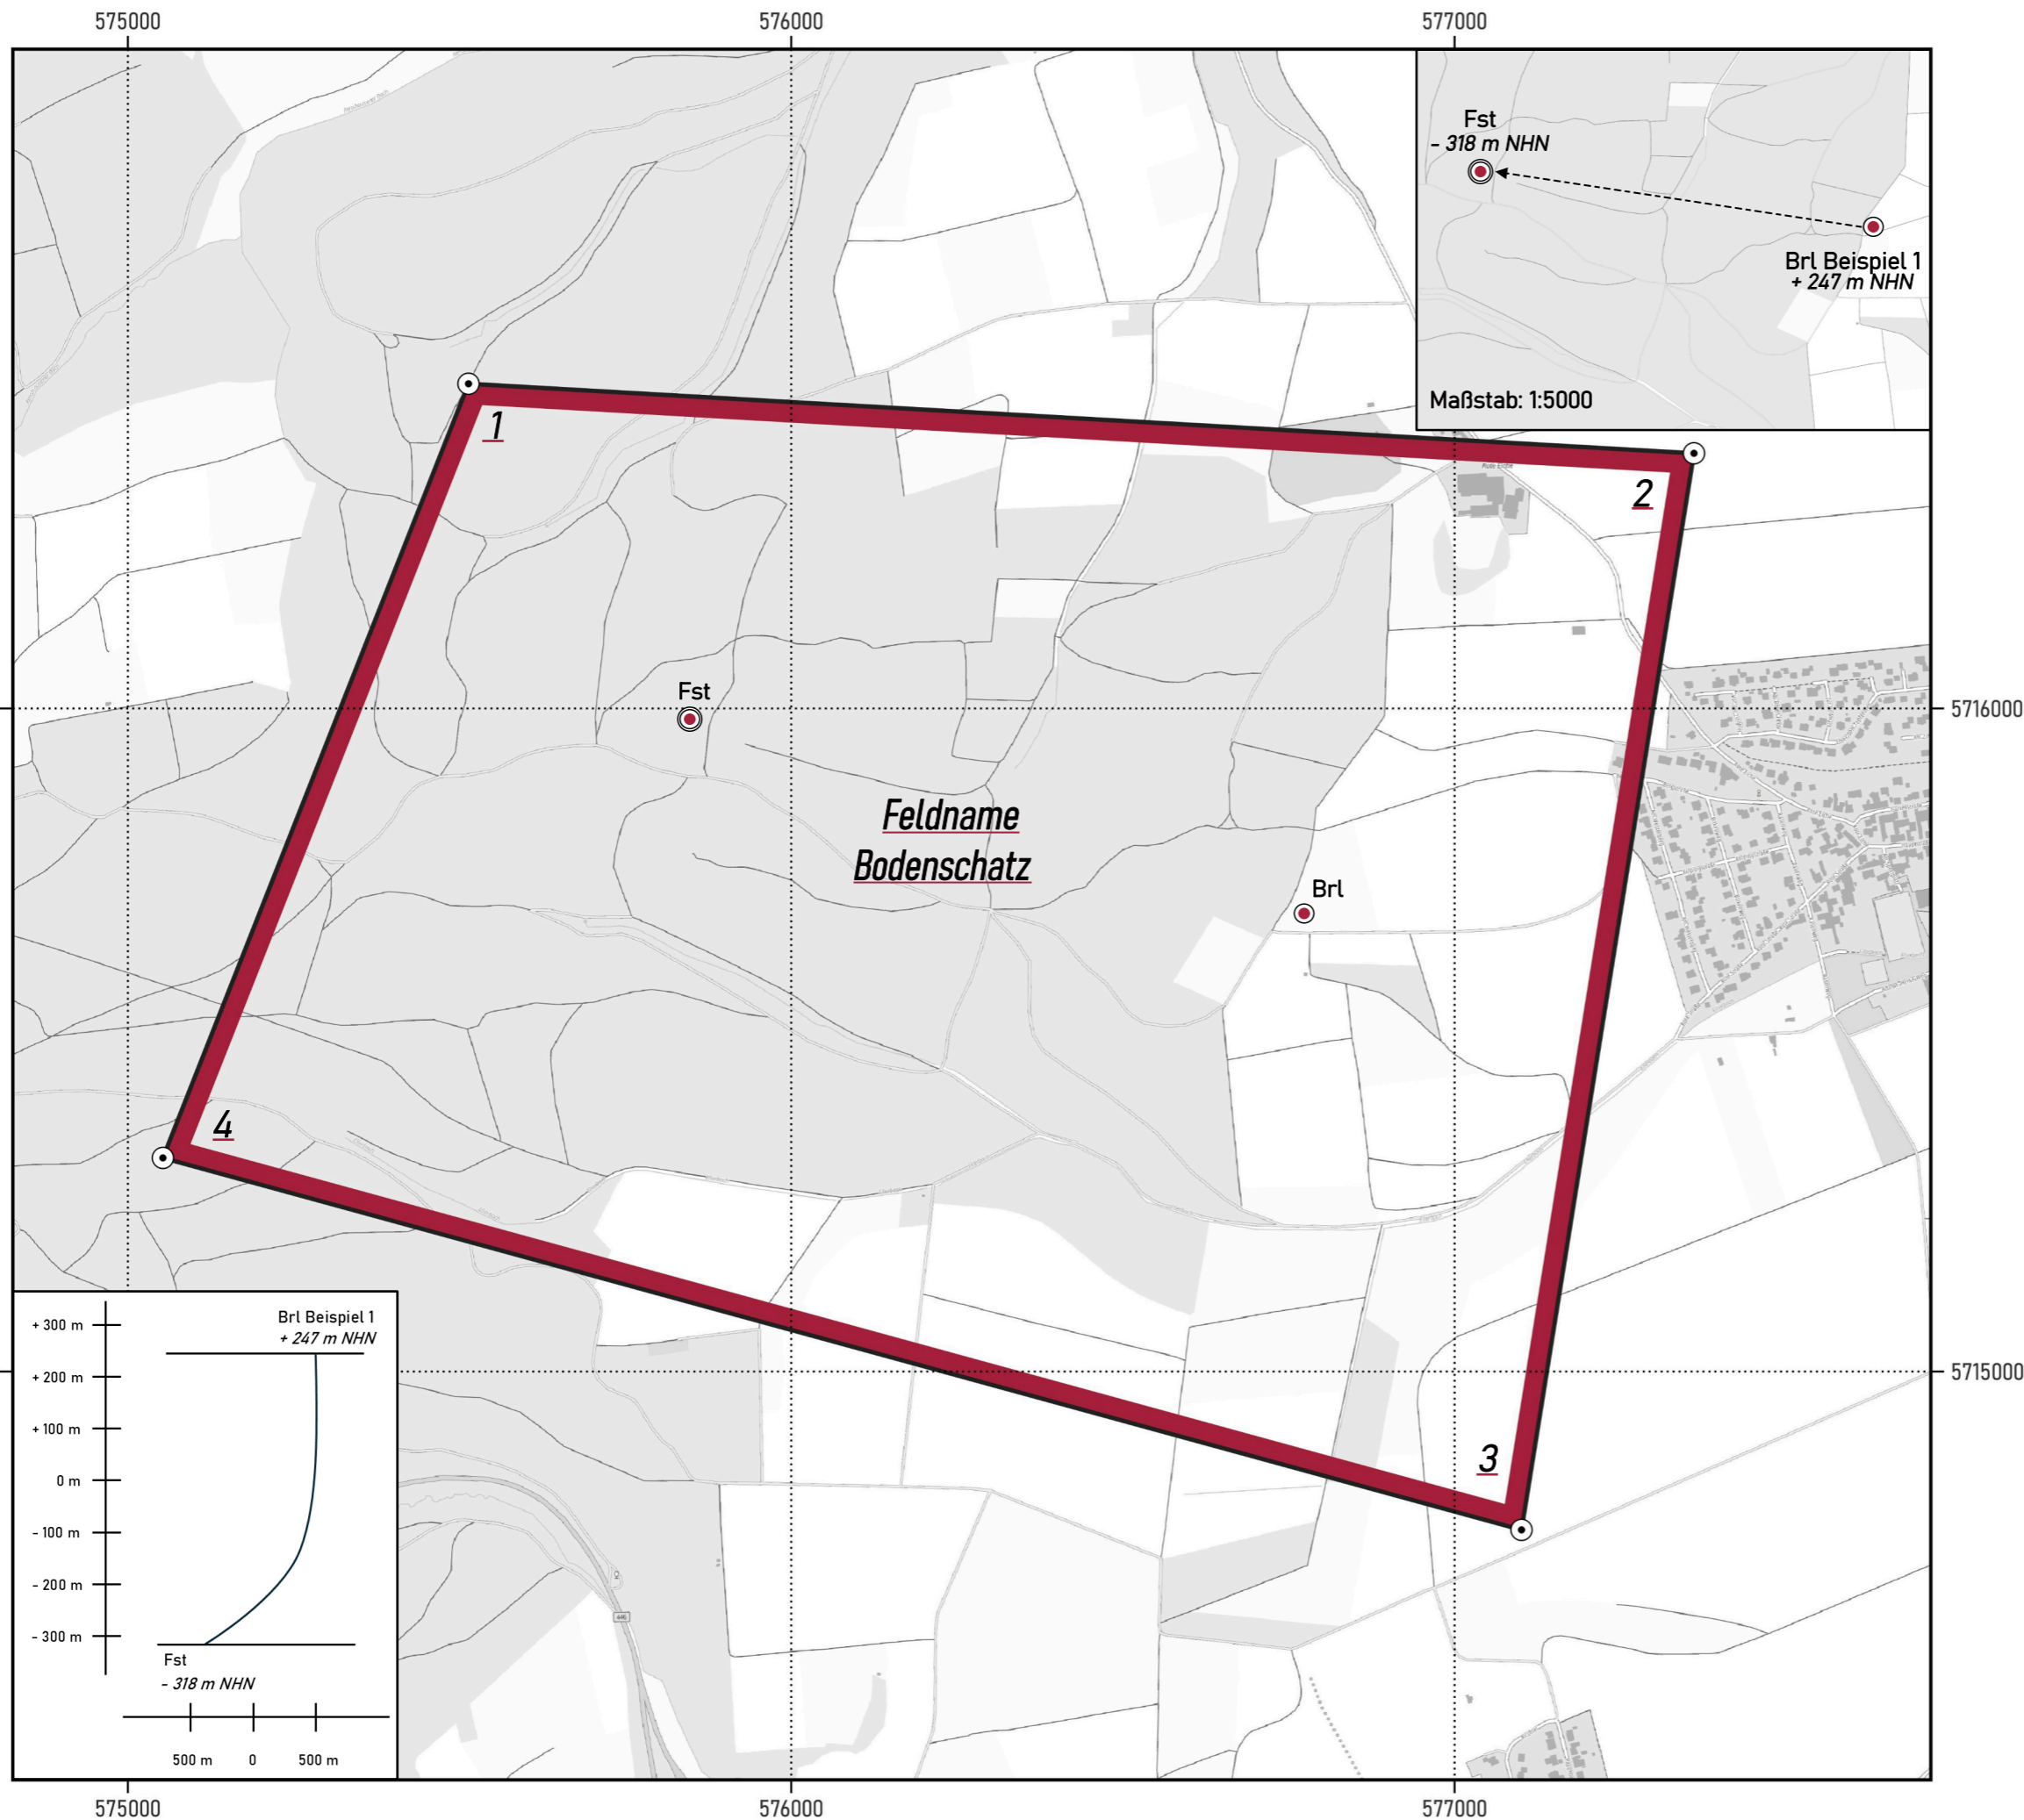 575000
576000
577000
Fst
- 318 m NHN
Brl Beispiel 1
+ 247 m NHN
Maßstab: 1:5000
1
2
Fst
5716000
Feldname
Bodenschatz
Brl
4
3
5715000
+ 300 m
+ 200 m
+ 100 m
0 m
- 100 m
- 200 m
- 300 m
Brl Beispiel 1
+ 247 m NHN
Fst
- 318 m NHN
500 m
0
500 m
446
575000
576000
577000